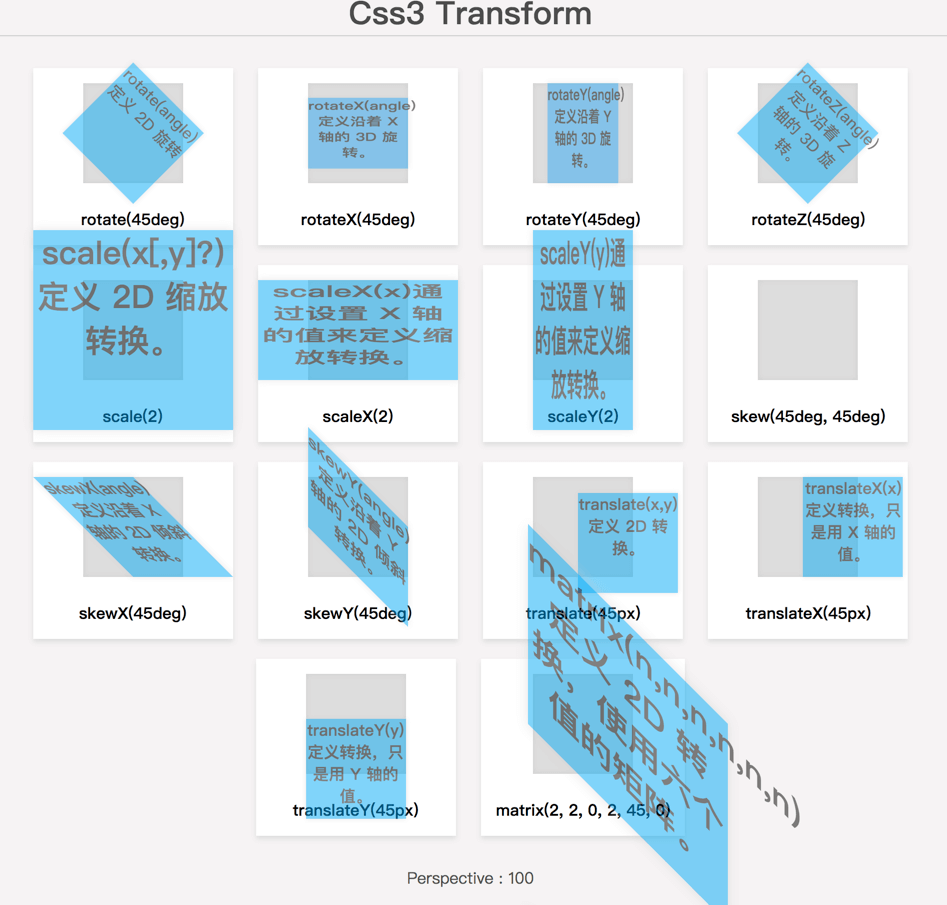 Css3 Transform
rotate(angle)
定义 2D 旋转
rotate(45deg)
rotateX(angle)
定义沿着 X
轴的 3D 旋
转。
rotateX(45deg)
rotateY(angle)
定义沿着 Y
轴的 3D 旋
转。
rotateY(45deg)
rotateZ(angle)
定义沿着 Z
轴的 3D 旋
转。
rotateZ(45deg)
scale(x[,y]?)
定义 2D 缩放
转换。
scale(2)
scaleX(x)通
过设置 X 轴
的值来定义缩
放转换。
scaleX(2)
scaleY(y)通
过设置 Y 轴
的值来定义缩
放转换。
scaleY(2)
skew(45deg, 45deg)
skewX(angle)
定义沿着 X
轴的 2D 倾斜
转换。
skewX(45deg)
skewY(angle)
定义沿着 Y
轴的 2D 倾斜
转换。
skewY(45deg)
translate(x,y)
定义 2D 转
换。
translate(45px)
translateX(x)
定义转换，只
是用 X 轴的
值。
translateX(45px)
translateY(y)
定义转换，只
是用 Y 轴的
值。
translateY(45px)
matrix(n,n,n,n,n,n)
定义 2D 转
换，使用六个
值的矩阵。
matrix(2, 2, 0, 2, 45, 0)
Perspective : 100